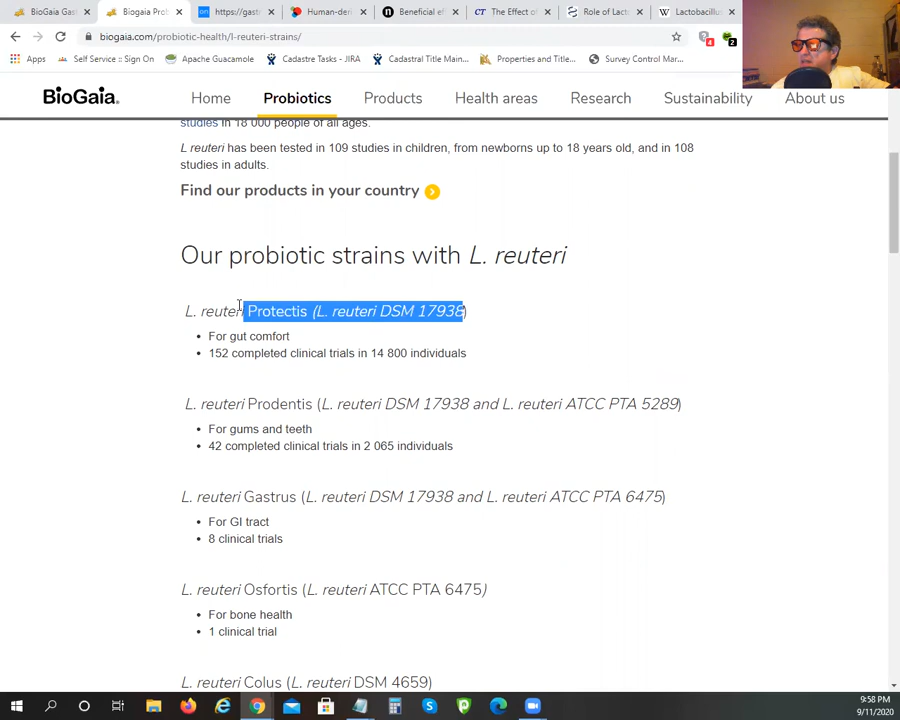 BioGaia Gas
Biogaia Prob
https://gastr
Human-deri
Beneficial ef
The Effect o
Role of Lact
Lactobacillus
biogaia.com/probiotic-health/l-reuteri-strains/
Apps
Self Service :: Sign On
Apache Guacamole
Cadastre Tasks - JIRA
Cadastral Title Main...
Properties and Title...
Survey Control Mar...
BioGaia.
Home
Probiotics
Products
Health areas
Research
Sustainability
About us
studies in 18 000 people of all ages.
L reuteri has been tested in 109 studies in children, from newborns up to 18 years old, and in 108
studies in adults.
Find our products in your country
Our probiotic strains with L. reuteri
L. reuteri Protectis (L. reuteri DSM 17938)
• For gut comfort
• 152 completed clinical trials in 14 800 individuals
L. reuteri Prodentis (L. reuteri DSM 17938 and L. reuteri ATCC PTA 5289)
• For gums and teeth
• 42 completed clinical trials in 2 065 individuals
L. reuteri Gastrus (L. reuteri DSM 17938 and L. reuteri ATCC PTA 6475)
• For GI tract
• 8 clinical trials
L. reuteri Osfortis (L. reuteri ATCC PTA 6475)
• For bone health
• 1 clinical trial
L. reuteri Colus (L. reuteri DSM 4659)
9:58 PM
9/11/2020